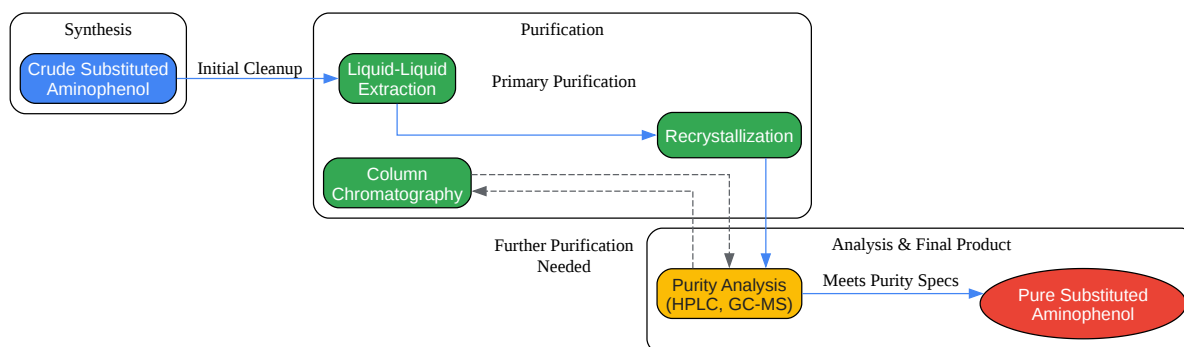 Synthesis
Purification
Crude Substituted
Aminophenol
Initial Cleanup
Liquid-Liquid
Extraction
Primary Purification
Recrystallization
Column
Chromatography
Further Purification
Needed
Analysis & Final Product
Purity Analysis
(HPLC, GC-MS)
Meets Purity Specs
Pure Substituted
Aminophenol